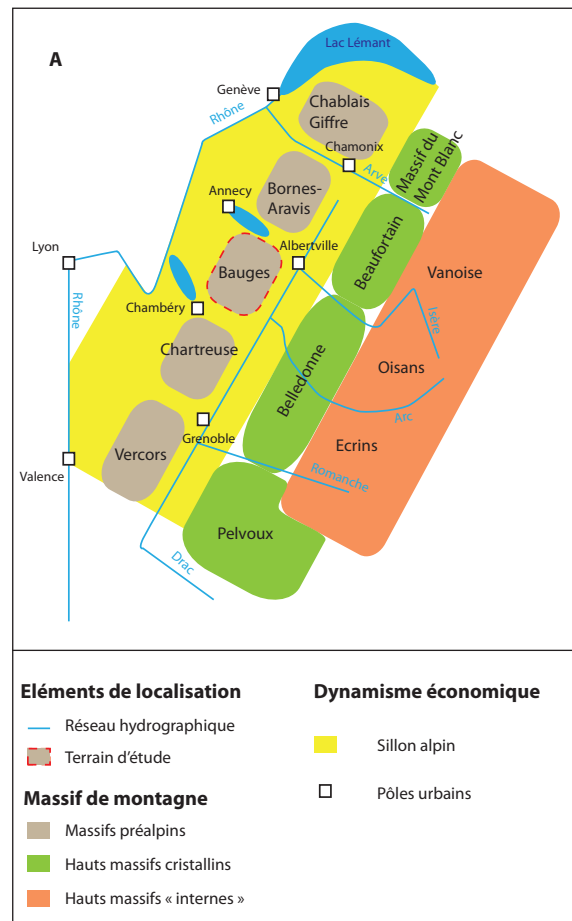 A
Lac Lémant
Genève
Rhône
Chablais
Giffre
Chamonix
Arve
Massif du
Mont Blanc
Annecy
Bornes-
Aravis
Lyon
Albertville
Beaufortain
Vanoise
Bauges
Rhône
Chambéry
Isère
Chartreuse
Oisans
Belledonne
Arc
Grenoble
Ecrins
Vercors
Valence
Romanche
Pelvoux
Drac
Eléments de localisation
Réseau hydrographique
Terrain d'étude
Massif de montagne
Massifs préalpins
Hauts massifs cristallins
Hauts massifs « internes »
Dynamisme économique
Sillon alpin
Pôles urbains